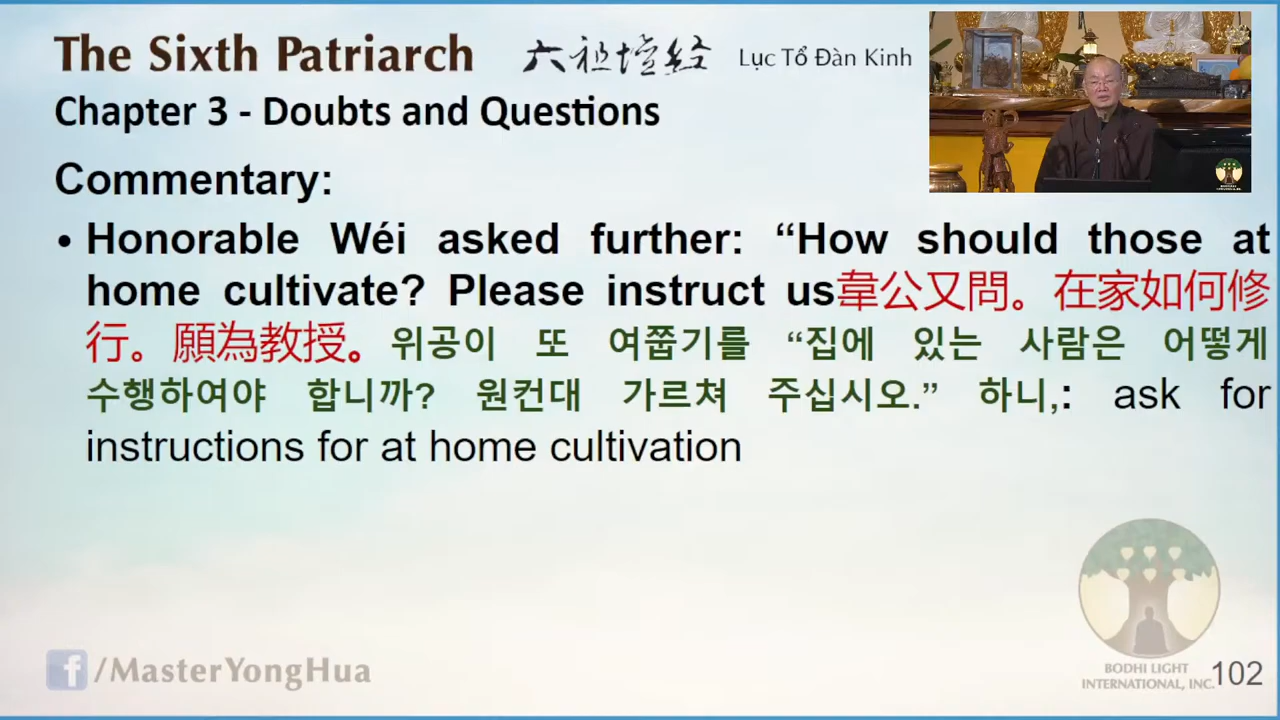 The Sixth Patriarch 六祖壇经 Lục Tổ Đàn Kinh
Chapter 3 - Doubts and Questions
Commentary:
• Honorable Wéi asked further: “How should those at
home cultivate? Please instruct us韋公又問。在家如何修
行。願為教授。 위공이 또 여쭙기를 “집에 있는 사람은 어떻게
수행하여야 합니까? 원컨대 가르쳐 주십시오.” 하니,: ask for
instructions for at home cultivation
f/MasterYongHua
BODHI LIGHT
INTERNATIONAL, INC.
102